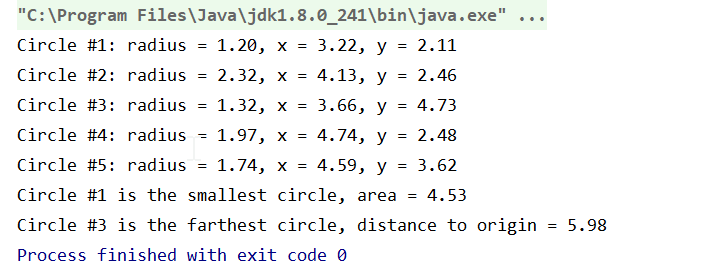 "C:\Program Files\Java\jdk1.8.0_241\bin\java.exe" ...
Circle #1: radius = 1.20, x = 3.22, y = 2.11
Circle #2: radius = 2.32, x = 4.13, y = 2.46
Circle #3: radius = 1.32, x = 3.66, y = 4.73
Circle #4: radius = 1.97, x = 4.74, y = 2.48
Circle #5: radius = 1.74, x = 4.59, y = 3.62
Circle #1 is the smallest circle, area = 4.53
Circle #3 is the farthest circle, distance to origin = 5.98
Process finished with exit code 0